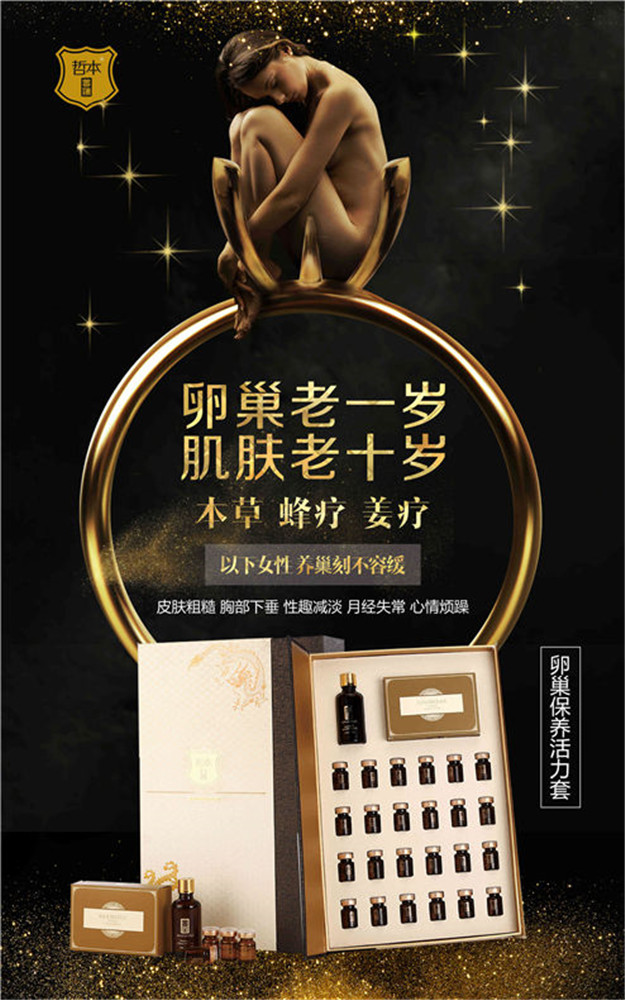 哲本
卵巢老一岁
肌肤老十岁
本草 蜂疗 姜疗
以下女性 养巢刻不容缓
皮肤粗糙 胸部下垂 性趣减淡 月经失常 心情烦躁
卵巢保养活力套